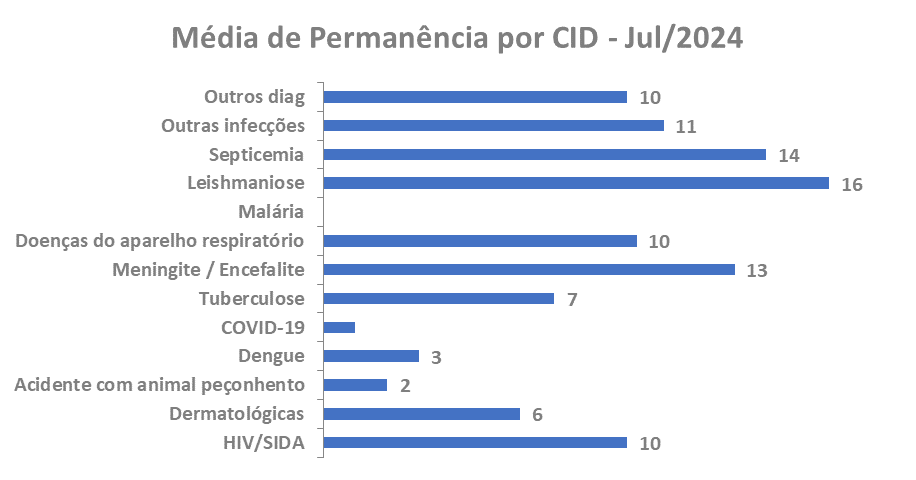 Média de Permanência por CID - Jul/2024
Outros diag 10
Outras infecções 11
Septicemia 14
Leishmaniose 16
Malária
Doenças do aparelho respiratório 10
Meningite / Encefalite 13
Tuberculose 7
COVID-19
Dengue 3
Acidente com animal peçonhento 2
Dermatológicas 6
HIV/SIDA 10